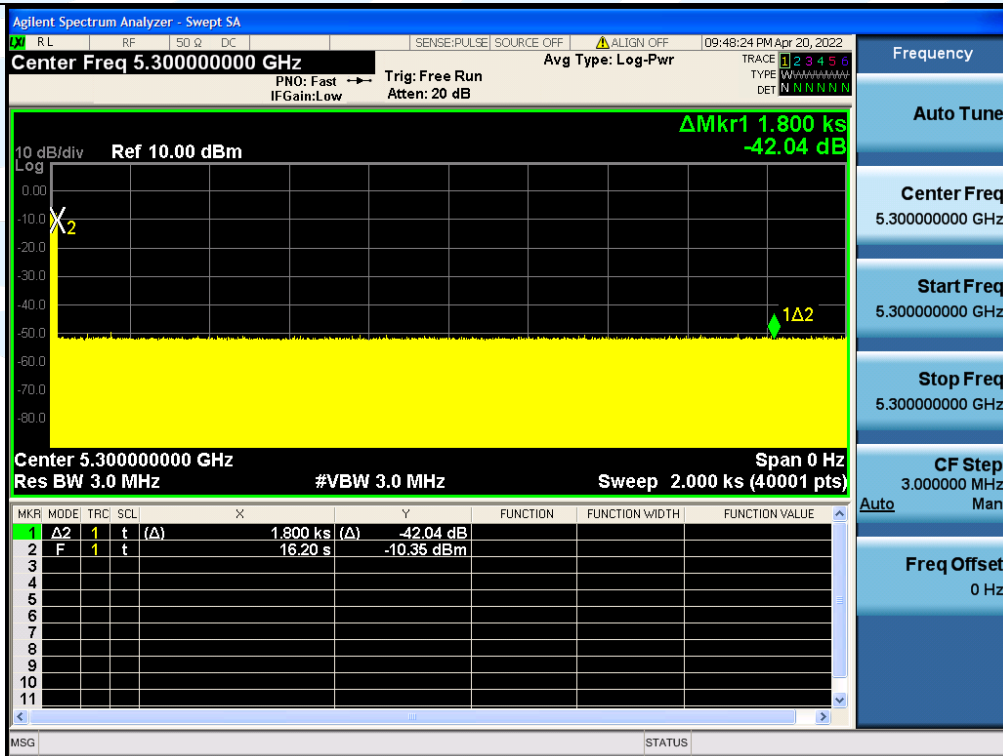 Agilent Spectrum Analyzer - Swept SA
LXI RL RF 50 Ω DC SENSE:PULSE SOURCE OFF ALIGN OFF 09:48:24 PM Apr 20, 2022
Center Freq 5.300000000 GHz
PNO: Fast
IFGain:Low
Trig: Free Run
Atten: 20 dB
Avg Type: Log-Pwr
TRACE 1 2 3 4 5 6
TYPE
DET N N N N N N
ΔMkr1 1.800 ks
-42.04 dB
10 dB/div Ref 10.00 dBm
Log
0.00
-10.0
-20.0
-30.0
-40.0
-50.0
-60.0
-70.0
-80.0
2
1Δ2
Center 5.300000000 GHz Span 0 Hz
Res BW 3.0 MHz #VBW 3.0 MHz Sweep 2.000 ks (40001 pts)
MKR MODE TRC SCL X Y FUNCTION FUNCTION WIDTH FUNCTION VALUE
1 Δ2 1 t (Δ) 1.800 ks (Δ) -42.04 dB
2 F 1 t 16.20 s -10.35 dBm
3
4
5
6
7
8
9
10
11
MSG STATUS
Frequency
Auto Tune
Center Freq
5.300000000 GHz
Start Freq
5.300000000 GHz
Stop Freq
5.300000000 GHz
CF Step
3.000000 MHz
Auto Man
Freq Offset
0 Hz